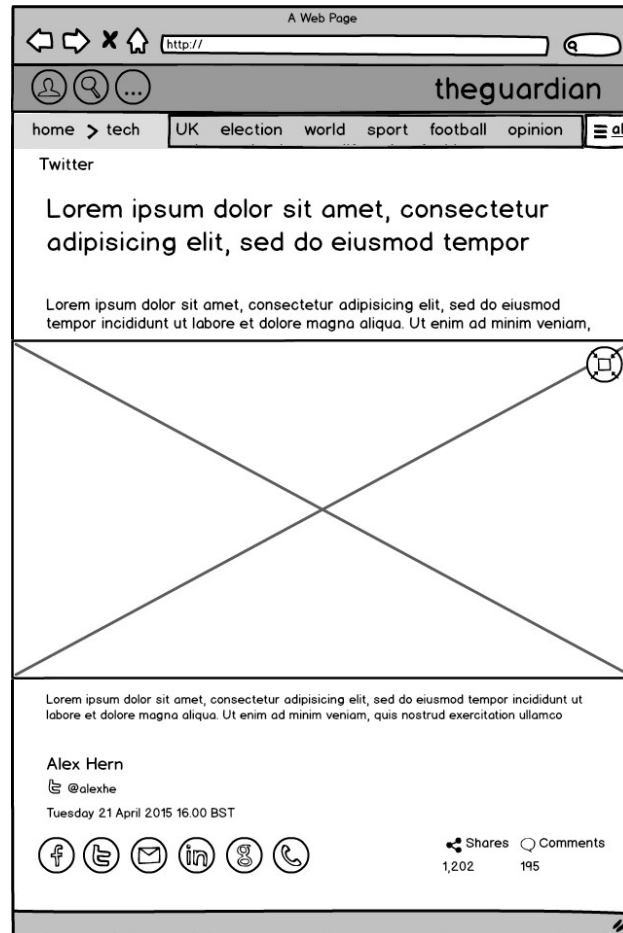 A Web Page
http://
theguardian
home > tech UK election world sport football opinion
Twitter
Lorem ipsum dolor sit amet, consectetur
adipisicing elit, sed do eiusmod tempor
Lorem ipsum dolor sit amet, consectetur adipisicing elit, sed do eiusmod
tempor incididunt ut labore et dolore magna aliqua. Ut enim ad minim veniam,
Lorem ipsum dolor sit amet, consectetur adipisicing elit, sed do eiusmod tempor incididunt ut
labore et dolore magna aliqua. Ut enim ad minim veniam, quis nostrud exercitation ullamco
Alex Hern
@alexhe
Tuesday 21 April 2015 16.00 BST
Shares Comments
1,202 195